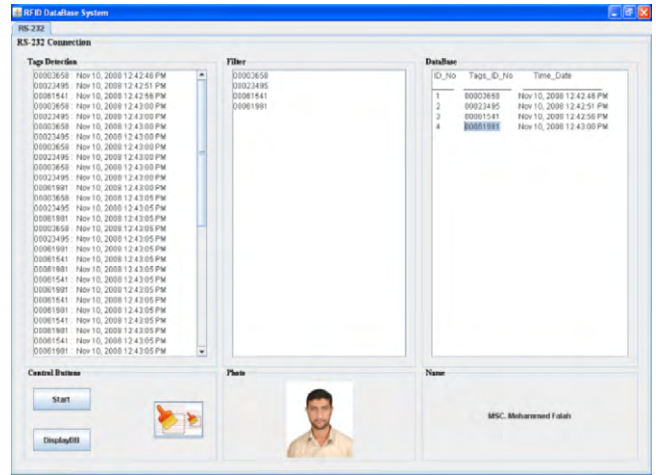 RFID DataBase System
RS-232
RS-232 Connection
Tags Detection
00003658 : Nov 10, 2008 12:42:46 PM
00023495 : Nov 10, 2008 12:42:51 PM
00061541 : Nov 10, 2008 12:42:56 PM
00003658 : Nov 10, 2008 12:43:00 PM
00023495 : Nov 10, 2008 12:43:00 PM
00003658 : Nov 10, 2008 12:43:00 PM
00023495 : Nov 10, 2008 12:43:00 PM
00003658 : Nov 10, 2008 12:43:00 PM
00023495 : Nov 10, 2008 12:43:00 PM
00003658 : Nov 10, 2008 12:43:00 PM
00023495 : Nov 10, 2008 12:43:00 PM
00061981 : Nov 10, 2008 12:43:00 PM
00003658 : Nov 10, 2008 12:43:05 PM
00023495 : Nov 10, 2008 12:43:05 PM
00061981 : Nov 10, 2008 12:43:05 PM
00003658 : Nov 10, 2008 12:43:05 PM
00023495 : Nov 10, 2008 12:43:05 PM
00061981 : Nov 10, 2008 12:43:05 PM
00061541 : Nov 10, 2008 12:43:05 PM
00061981 : Nov 10, 2008 12:43:05 PM
00061541 : Nov 10, 2008 12:43:05 PM
00061981 : Nov 10, 2008 12:43:05 PM
00061541 : Nov 10, 2008 12:43:05 PM
00061981 : Nov 10, 2008 12:43:05 PM
00061541 : Nov 10, 2008 12:43:05 PM
00061981 : Nov 10, 2008 12:43:05 PM
00061541 : Nov 10, 2008 12:43:05 PM
00061981 : Nov 10, 2008 12:43:05 PM
Filter
00003658
00023495
00061541
00061981
DataBase
ID_No Tags_ID_No Time_Date
1 00003658 Nov 10, 2008 12:42:46 PM
2 00023495 Nov 10, 2008 12:42:51 PM
3 00061541 Nov 10, 2008 12:42:56 PM
4 00061981 Nov 10, 2008 12:43:00 PM
Control Buttons
Start
DisplayDB
Photo
Name
MSC. Mohammed Falah